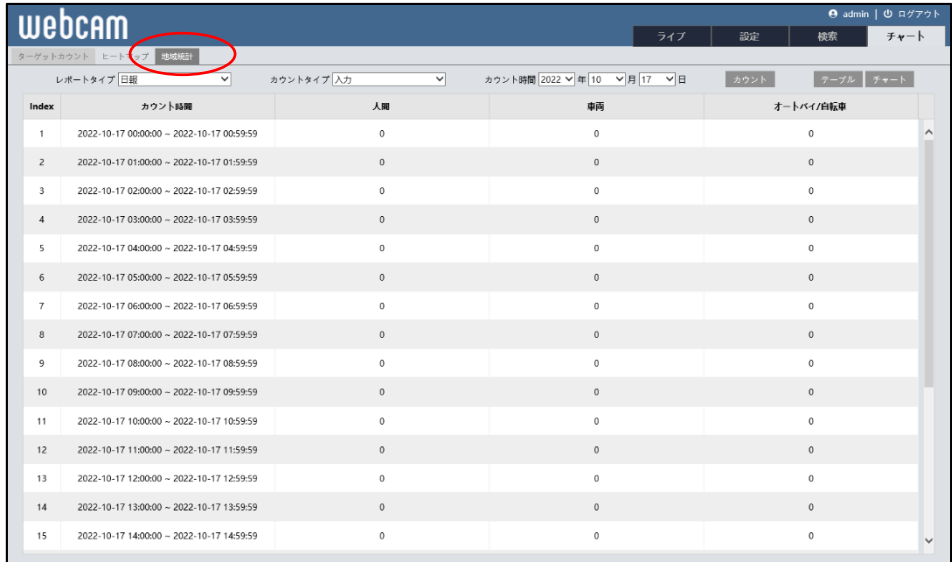 webcam
admin | ログアウト
ライブ 設定 検索 チャート
ターゲットカウント ヒートマップ 地域統計
レポートタイプ 日報 カウントタイプ 入力 カウント時間 2022 年 10 月 17 日 カウント テーブル チャート
Index カウント時間 人間 車両 オートバイ/自転車
1 2022-10-17 00:00:00 ~ 2022-10-17 00:59:59 0 0 0
2 2022-10-17 01:00:00 ~ 2022-10-17 01:59:59 0 0 0
3 2022-10-17 02:00:00 ~ 2022-10-17 02:59:59 0 0 0
4 2022-10-17 03:00:00 ~ 2022-10-17 03:59:59 0 0 0
5 2022-10-17 04:00:00 ~ 2022-10-17 04:59:59 0 0 0
6 2022-10-17 05:00:00 ~ 2022-10-17 05:59:59 0 0 0
7 2022-10-17 06:00:00 ~ 2022-10-17 06:59:59 0 0 0
8 2022-10-17 07:00:00 ~ 2022-10-17 07:59:59 0 0 0
9 2022-10-17 08:00:00 ~ 2022-10-17 08:59:59 0 0 0
10 2022-10-17 09:00:00 ~ 2022-10-17 09:59:59 0 0 0
11 2022-10-17 10:00:00 ~ 2022-10-17 10:59:59 0 0 0
12 2022-10-17 11:00:00 ~ 2022-10-17 11:59:59 0 0 0
13 2022-10-17 12:00:00 ~ 2022-10-17 12:59:59 0 0 0
14 2022-10-17 13:00:00 ~ 2022-10-17 13:59:59 0 0 0
15 2022-10-17 14:00:00 ~ 2022-10-17 14:59:59 0 0 0